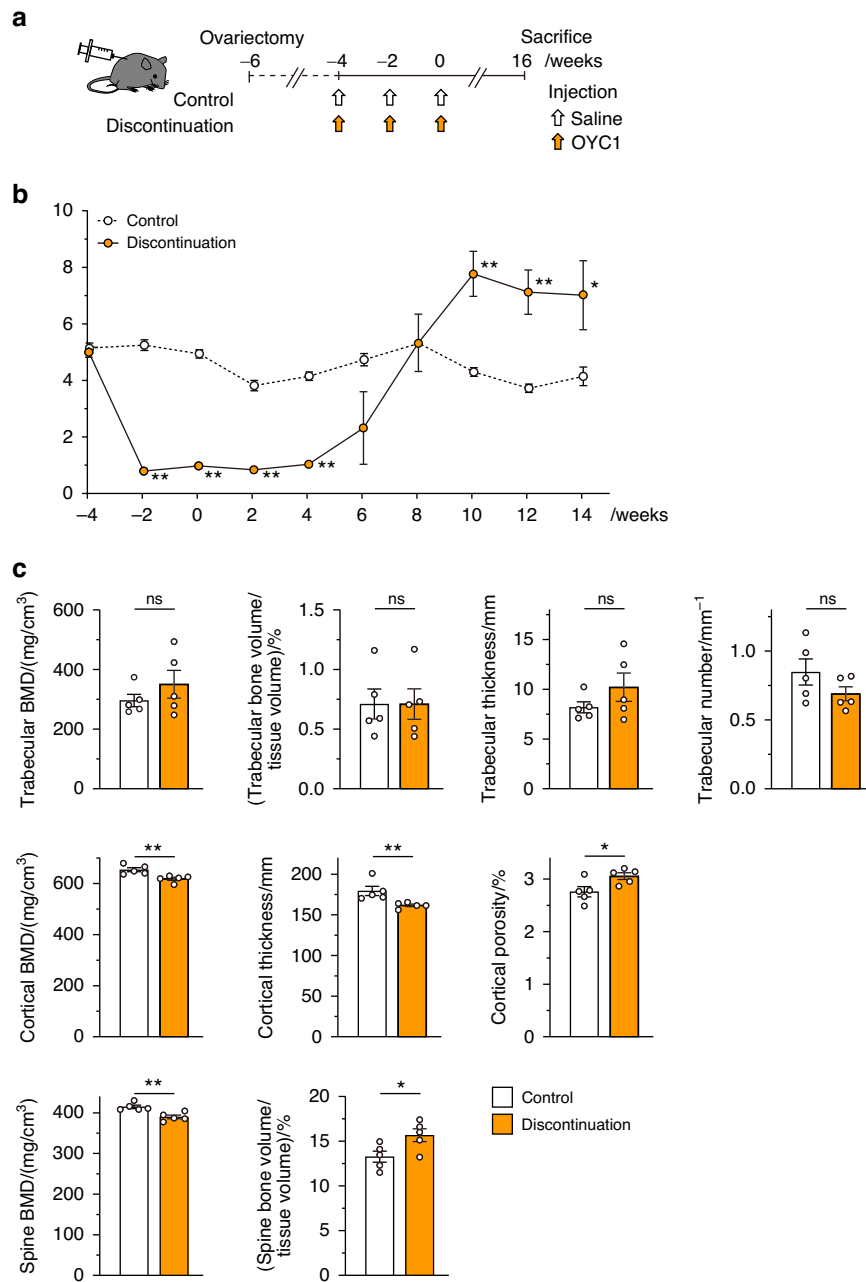 a
Ovariectomy
Sacrifice
−6
−4
−2
0
16
/weeks
Control
Discontinuation
Injection
Saline
OYC1
b
10
8
6
4
2
0
Control
Discontinuation
**
**
**
**
**
**
*
−4
−2
0
2
4
6
8
10
12
14
/weeks
c
Trabecular BMD/(mg/cm³)
600
400
200
0
ns
(Trabecular bone volume/
tissue volume)/%
1.5
1.0
0.5
0.0
ns
Trabecular thickness/mm
15
10
5
0
ns
Trabecular number/mm⁻¹
1.0
0.5
0.0
ns
Cortical BMD/(mg/cm³)
600
400
200
0
**
Cortical thickness/mm
200
150
100
50
0
**
Cortical porosity/%
3
2
1
0
*
Spine BMD/(mg/cm³)
400
300
200
0
**
(Spine bone volume/
tissue volume)/%
20
15
10
5
0
*
Control
Discontinuation